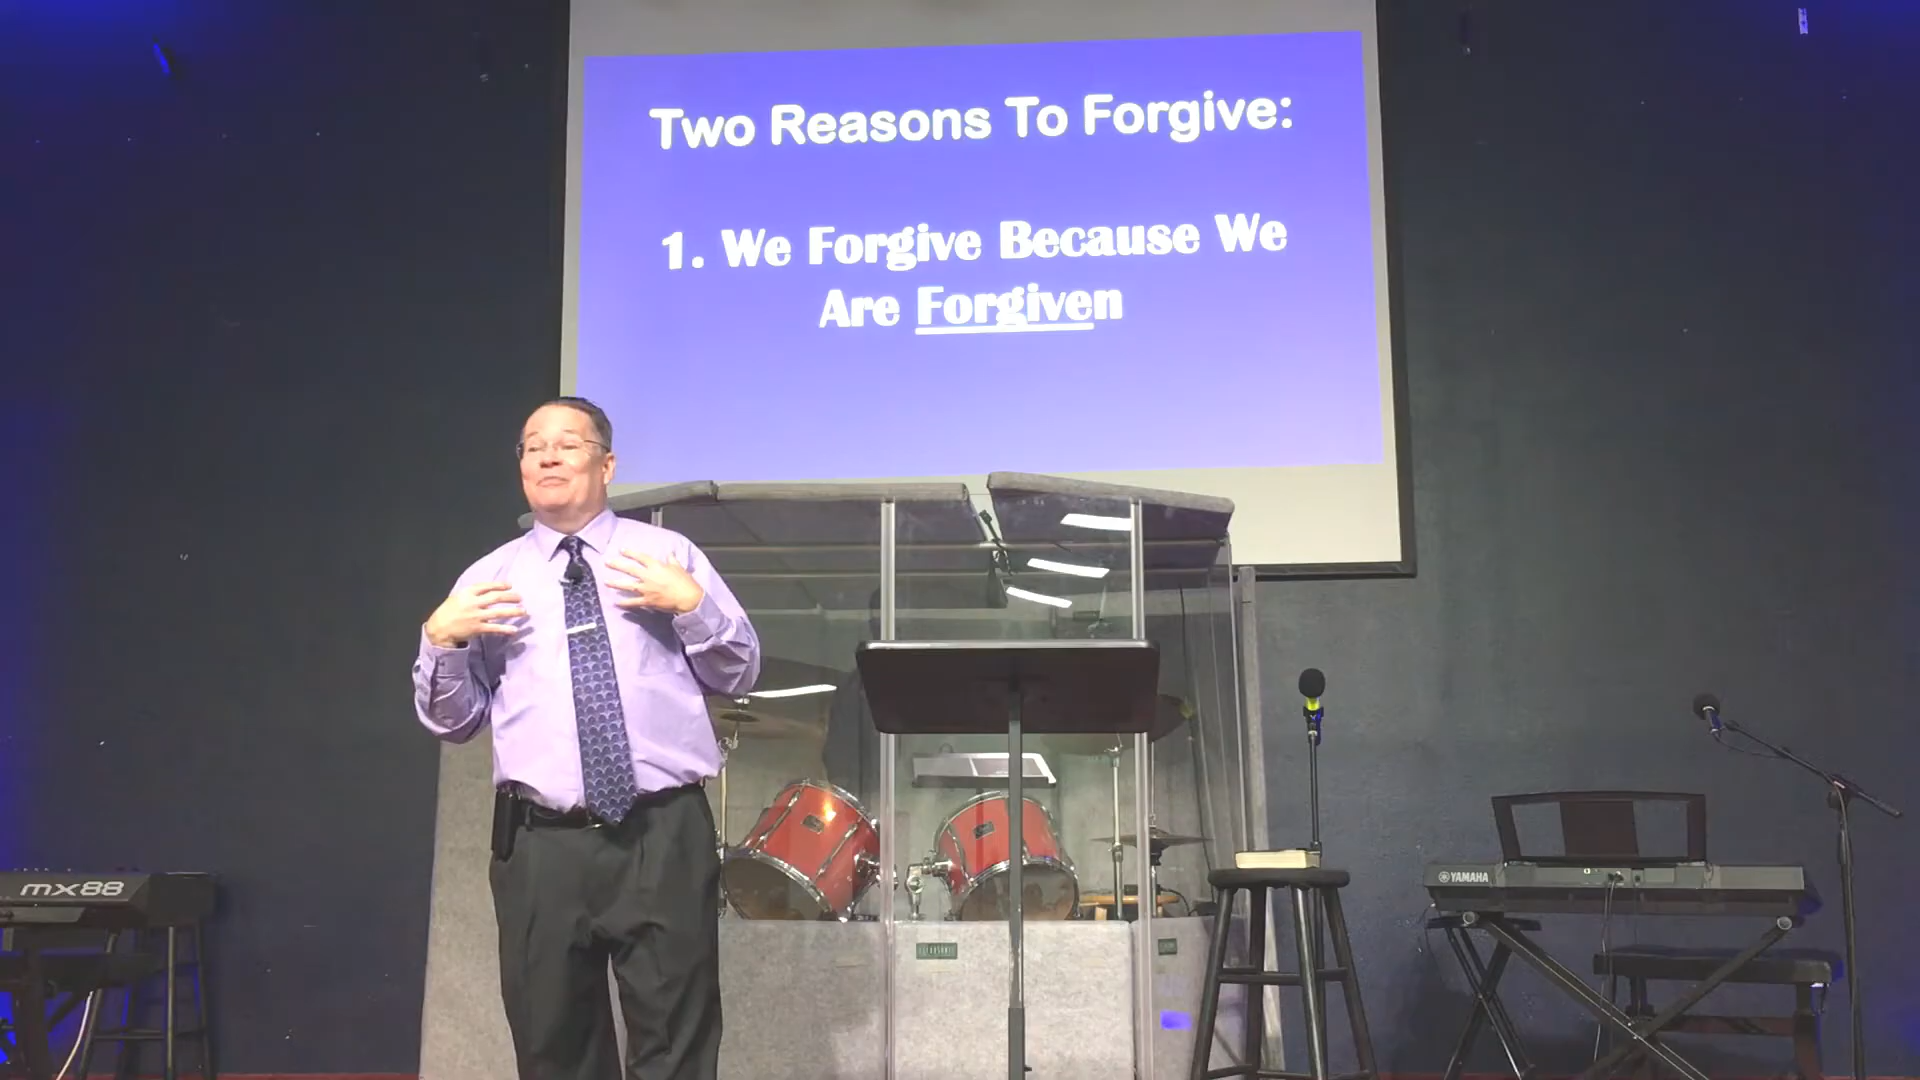 Two Reasons To Forgive:
1. We Forgive Because We
Are Forgiven
mx88
YAMAHA